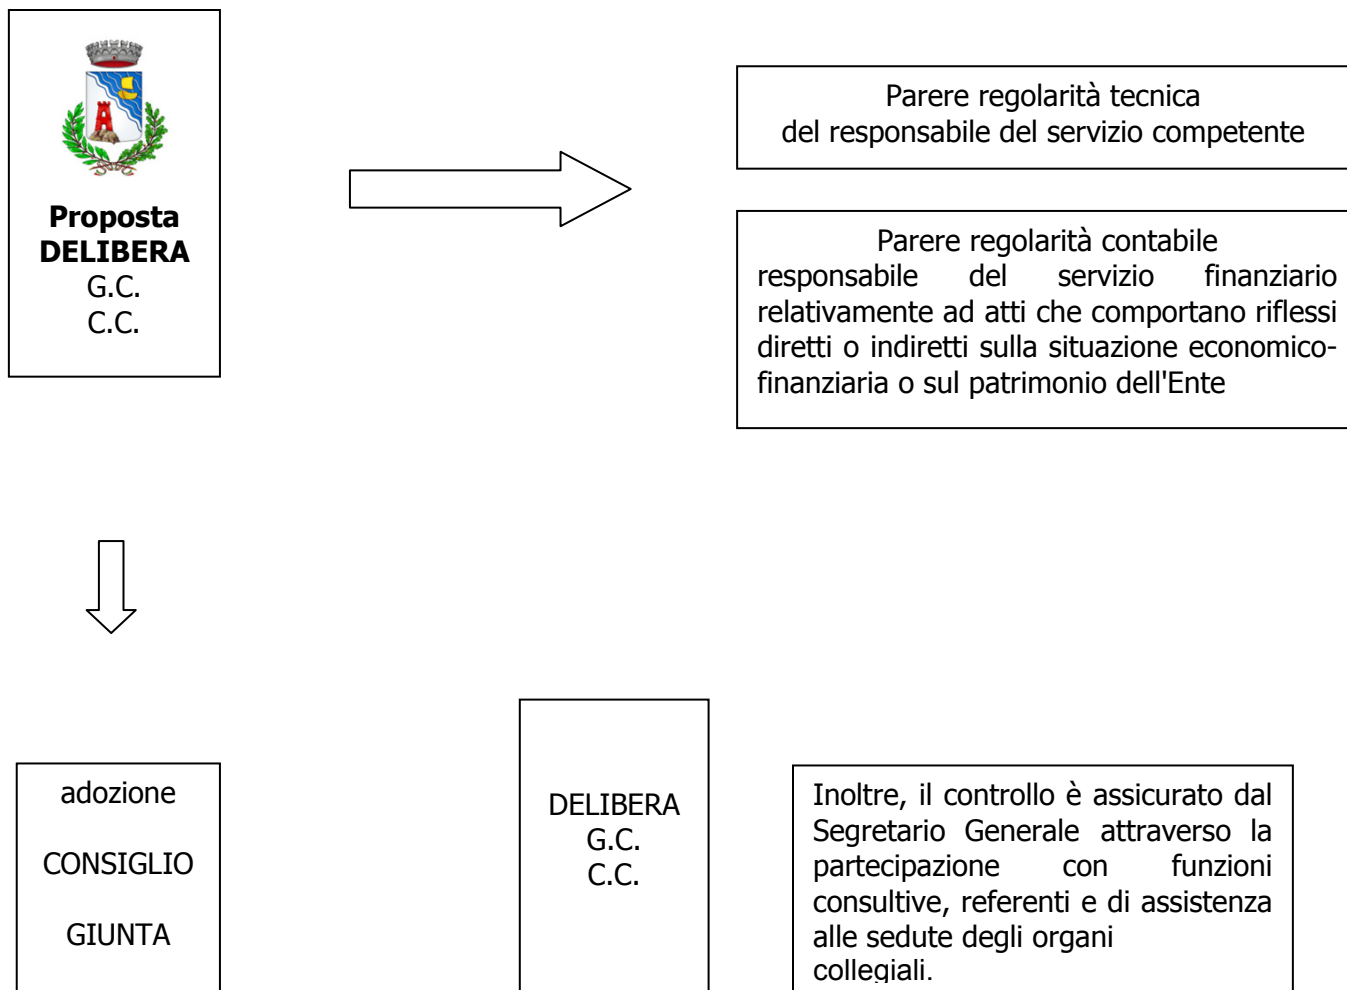 Proposta
DELIBERA
G.C.
C.C.
Parere regolarità tecnica
del responsabile del servizio competente
Parere regolarità contabile
responsabile del servizio finanziario
relativamente ad atti che comportano riflessi
diretti o indiretti sulla situazione economico-
finanziaria o sul patrimonio dell'Ente
adozione
CONSIGLIO
GIUNTA
DELIBERA
G.C.
C.C.
Inoltre, il controllo è assicurato dal
Segretario Generale attraverso la
partecipazione con funzioni
consultive, referenti e di assistenza
alle sedute degli organi
collegiali.